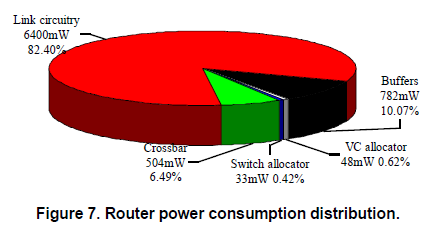 Link circuitry
6400mW
82.40%
Buffers
782mW
10.07%
VC allocator
48mW 0.62%
Switch allocator
33mW 0.42%
Crossbar
504mW
6.49%
Figure 7. Router power consumption distribution.